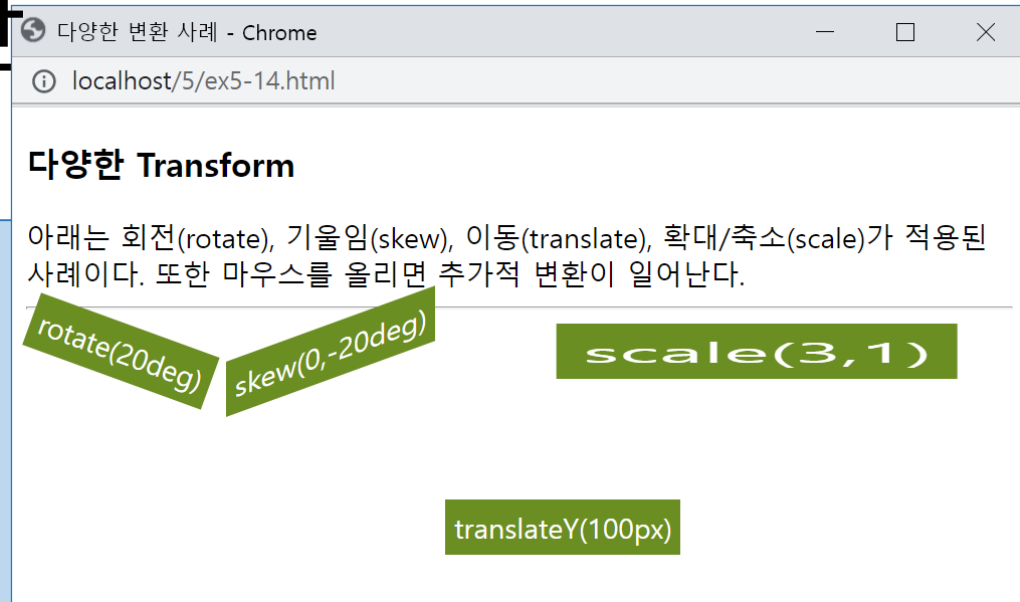 다양한 변환 사례 - Chrome
localhost/5/ex5-14.html
다양한 Transform
아래는 회전(rotate), 기울임(skew), 이동(translate), 확대/축소(scale)가 적용된
사례이다. 또한 마우스를 올리면 추가적 변환이 일어난다.
rotate(20deg)
skew(0,-20deg)
scale(3,1)
translateY(100px)